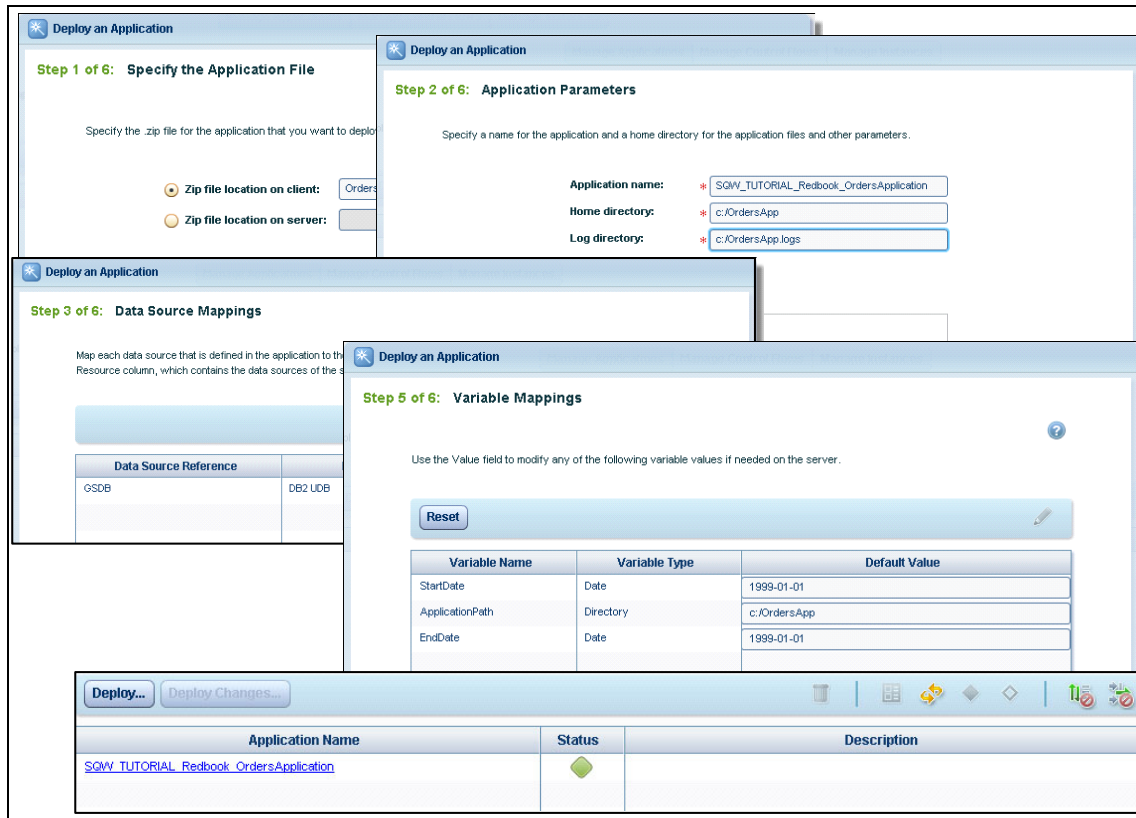 Deploy an Application
Step 1 of 6: Specify the Application File
Specify the .zip file for the application that you want to deploy
Zip file location on client: Orders
Zip file location on server:
Deploy an Application
Step 2 of 6: Application Parameters
Specify a name for the application and a home directory for the application files and other parameters.
Application name: * SQW_TUTORIAL_Redbook_OrdersApplication
Home directory: * c:/OrdersApp
Log directory: * c:/OrdersApp.logs
Deploy an Application
Step 3 of 6: Data Source Mappings
Map each data source that is defined in the application to the
Resource column, which contains the data sources of the s
Data Source Reference
GSDB DB2 UDB
Deploy an Application
Step 5 of 6: Variable Mappings
?
Use the Value field to modify any of the following variable values if needed on the server.
Reset
Variable Name Variable Type Default Value
StartDate Date 1999-01-01
ApplicationPath Directory c:/OrdersApp
EndDate Date 1999-01-01
Deploy... Deploy Changes...
Application Name Status Description
SQW_TUTORIAL_Redbook_OrdersApplication